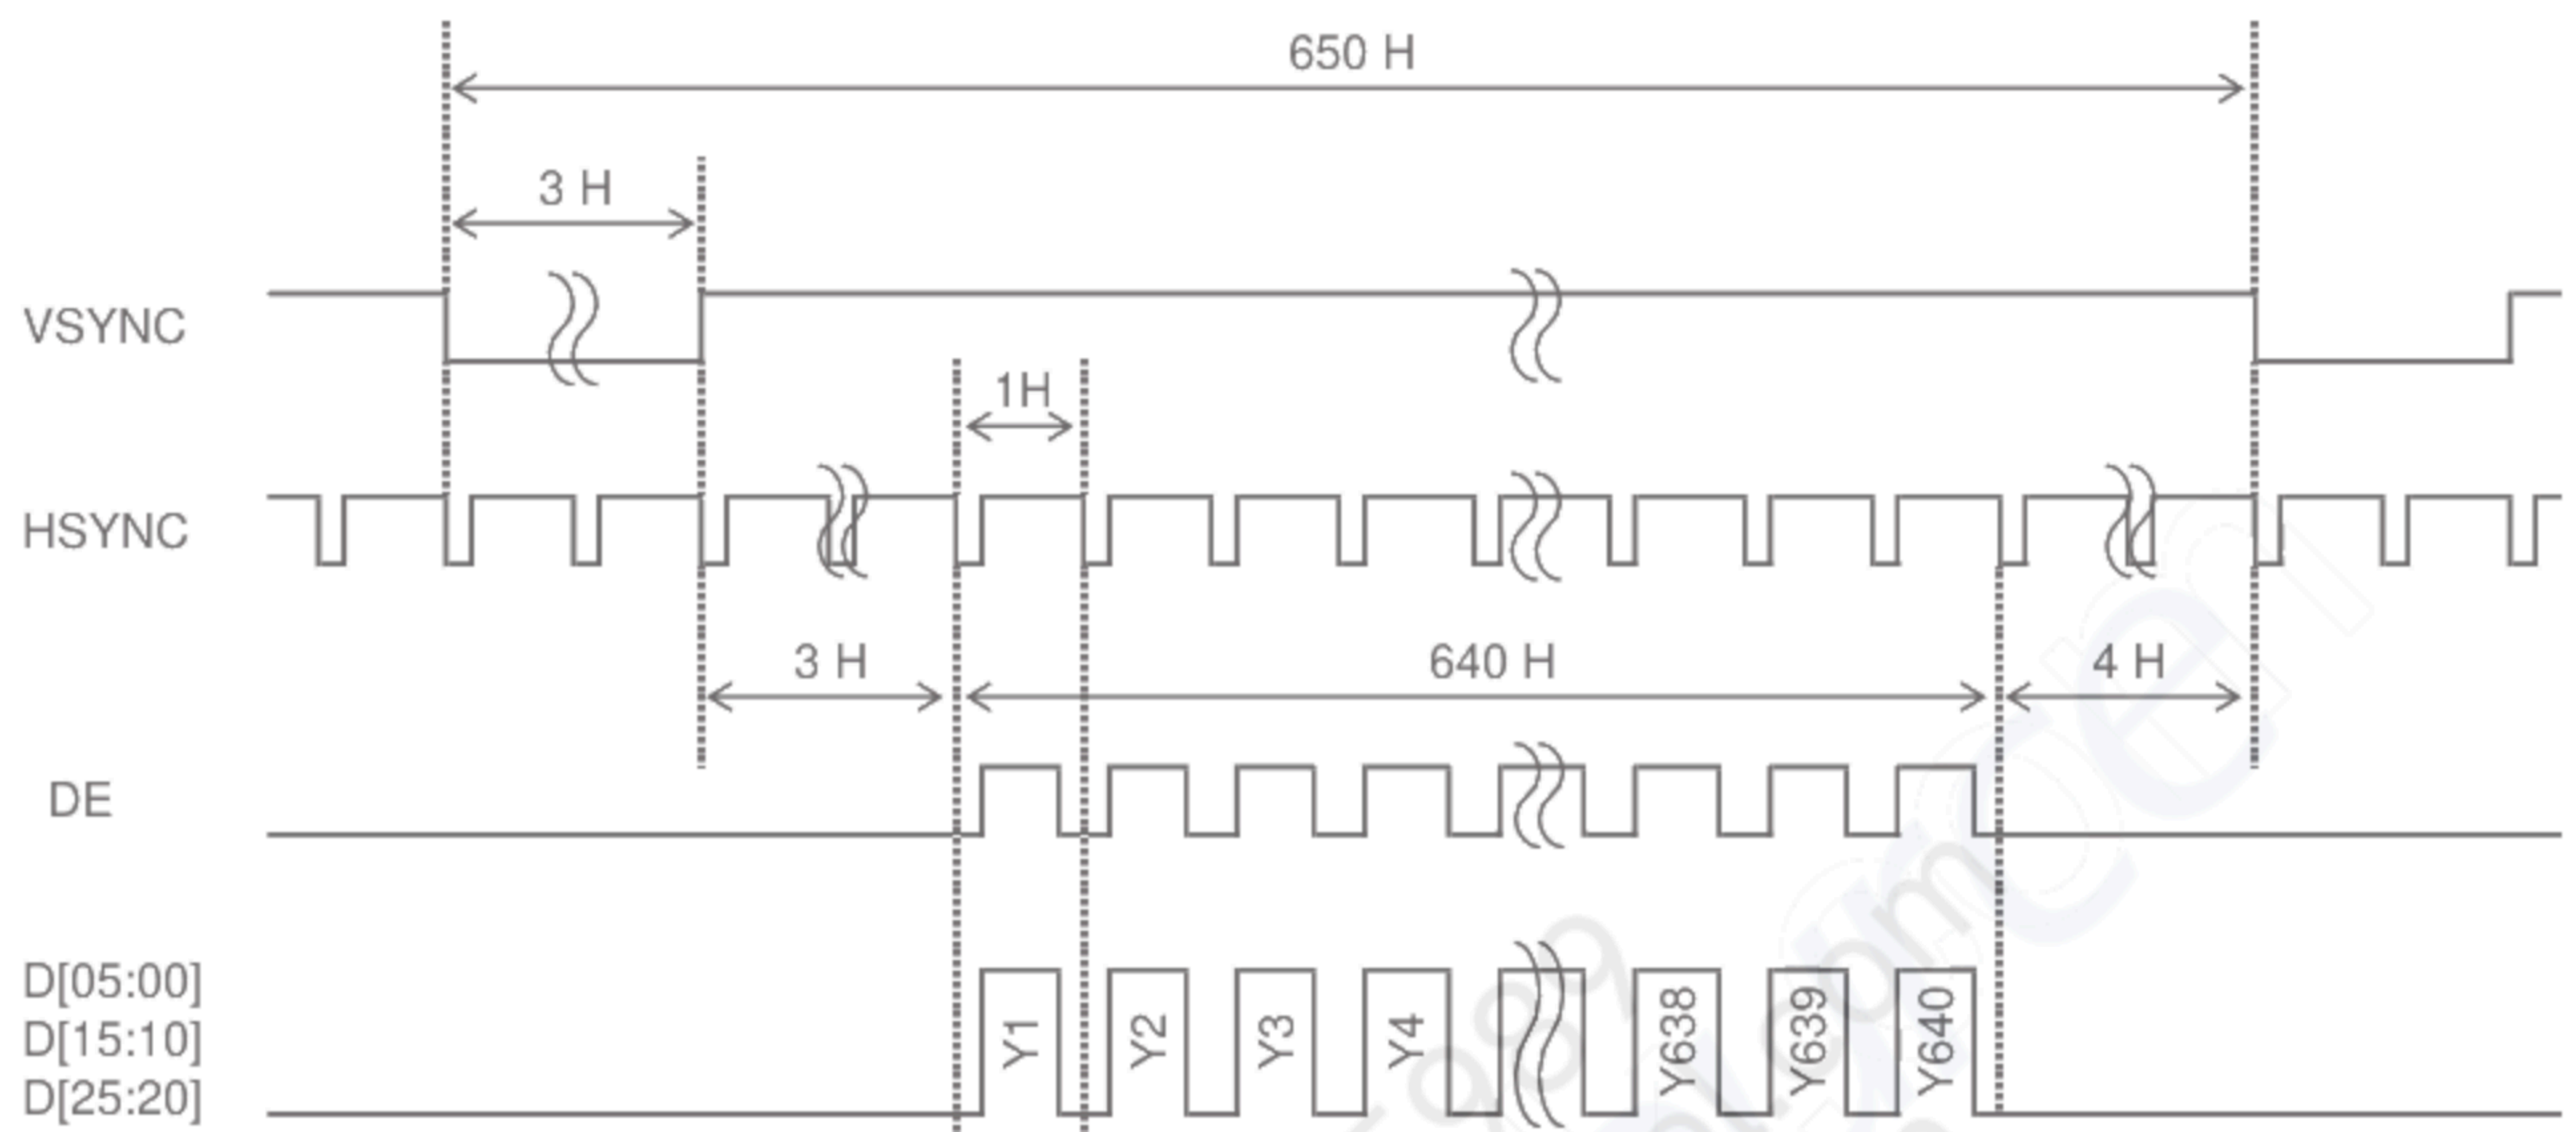 650 H
3 H
VSYNC
1H
HSYNC
3 H
640 H
4 H
DE
D[05:00]
D[15:10]
D[25:20]
Y1
Y2
Y3
Y4
Y638
Y639
Y640